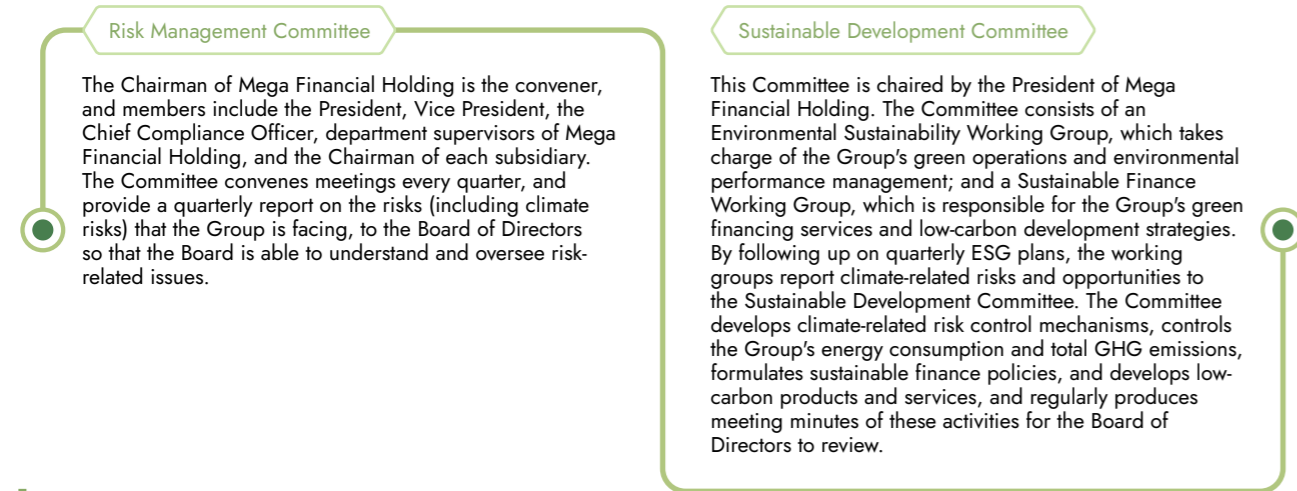 Risk Management Committee
The Chairman of Mega Financial Holding is the convener,
and members include the President, Vice President, the
Chief Compliance Officer, department supervisors of Mega
Financial Holding, and the Chairman of each subsidiary.
The Committee convenes meetings every quarter, and
provide a quarterly report on the risks (including climate
risks) that the Group is facing, to the Board of Directors
so that the Board is able to understand and oversee risk-
related issues.
Sustainable Development Committee
This Committee is chaired by the President of Mega
Financial Holding. The Committee consists of an
Environmental Sustainability Working Group, which takes
charge of the Group's green operations and environmental
performance management; and a Sustainable Finance
Working Group, which is responsible for the Group's green
financing services and low-carbon development strategies.
By following up on quarterly ESG plans, the working
groups report climate-related risks and opportunities to
the Sustainable Development Committee. The Committee
develops climate-related risk control mechanisms, controls
the Group's energy consumption and total GHG emissions,
formulates sustainable finance policies, and develops low-
carbon products and services, and regularly produces
meeting minutes of these activities for the Board of
Directors to review.